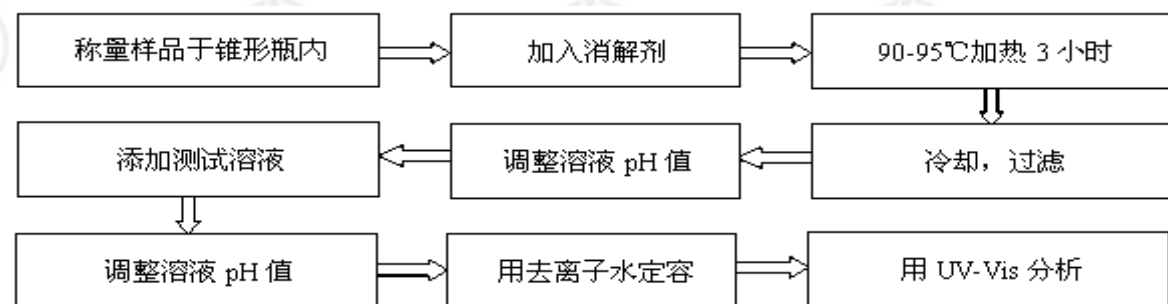 称量样品于锥形瓶内
加入消解剂
90-95℃加热 3 小时
冷却，过滤
调整溶液 pH 值
添加测试溶液
调整溶液 pH 值
用去离子水定容
用 UV-Vis 分析